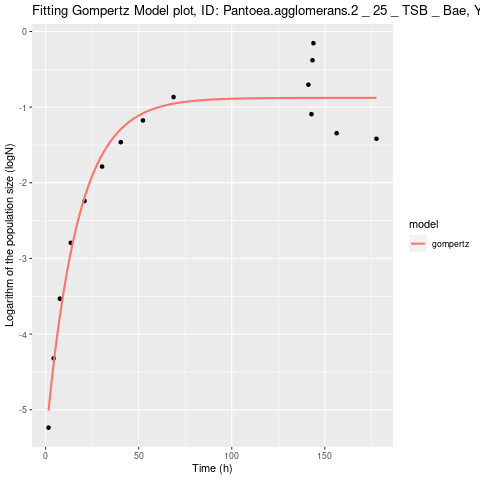 Fitting Gompertz Model plot, ID: Pantoea.agglomerans.2 _ 25 _ TSB _ Bae, Y
Logarithm of the population size (logN)
0
-1
-2
-3
-4
-5
0 50 100 150
Time (h)
model
gompertz